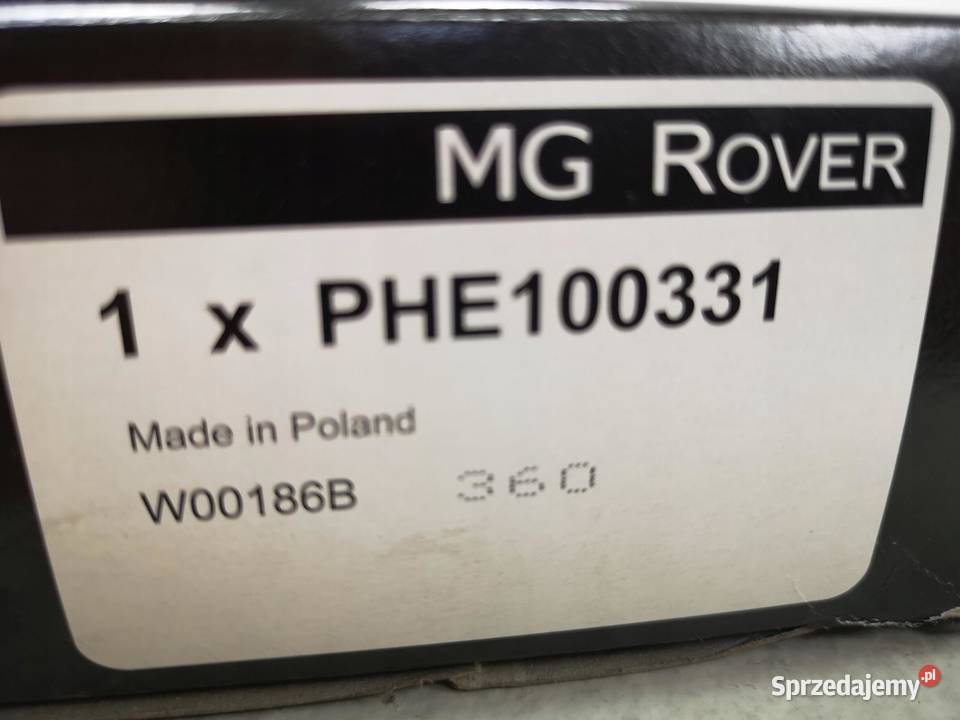 MG ROVER
1 x PHE100331
Made in Poland
W00186B 360
Sprzedajemy.pl